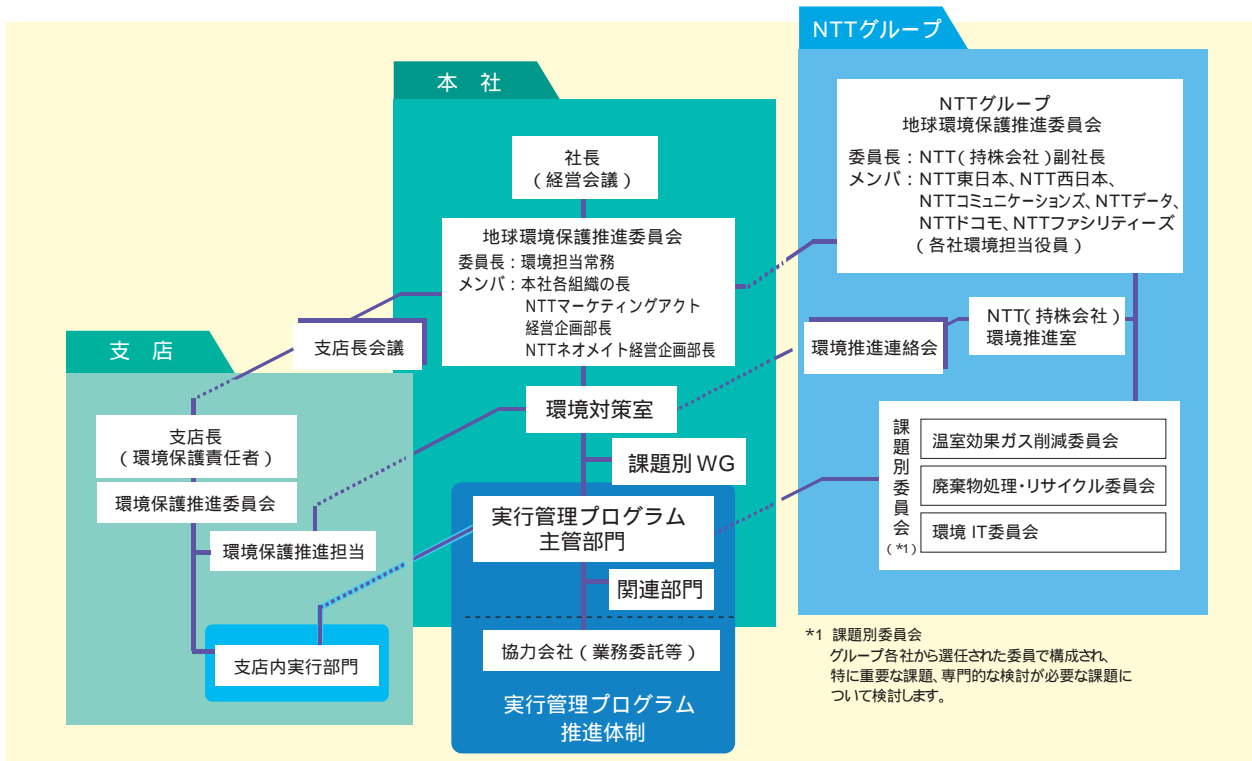 NTTグループ
NTTグループ
地球環境保護推進委員会
委員長：NTT(持株会社)副社長
メンバ：NTT東日本、NTT西日本、
NTTコミュニケーションズ、NTTデータ、
NTTドコモ、NTTファシリティーズ
(各社環境担当役員)
NTT(持株会社)
環境推進室
環境推進連絡会
課題別委員会
(*1)
温室効果ガス削減委員会
廃棄物処理・リサイクル委員会
環境 IT委員会
*1 課題別委員会
グループ各社から選任された委員で構成され、
特に重要な課題、専門的な検討が必要な課題に
ついて検討します。
本 社
社長
(経営会議)
地球環境保護推進委員会
委員長：環境担当常務
メンバ：本社各組織の長
NTTマーケティングアクト
経営企画部長
NTTネオメイト経営企画部長
支店長会議
環境対策室
課題別 WG
実行管理プログラム
主管部門
関連部門
協力会社(業務委託等)
実行管理プログラム
推進体制
支 店
支店長
(環境保護責任者)
環境保護推進委員会
環境保護推進担当
支店内実行部門